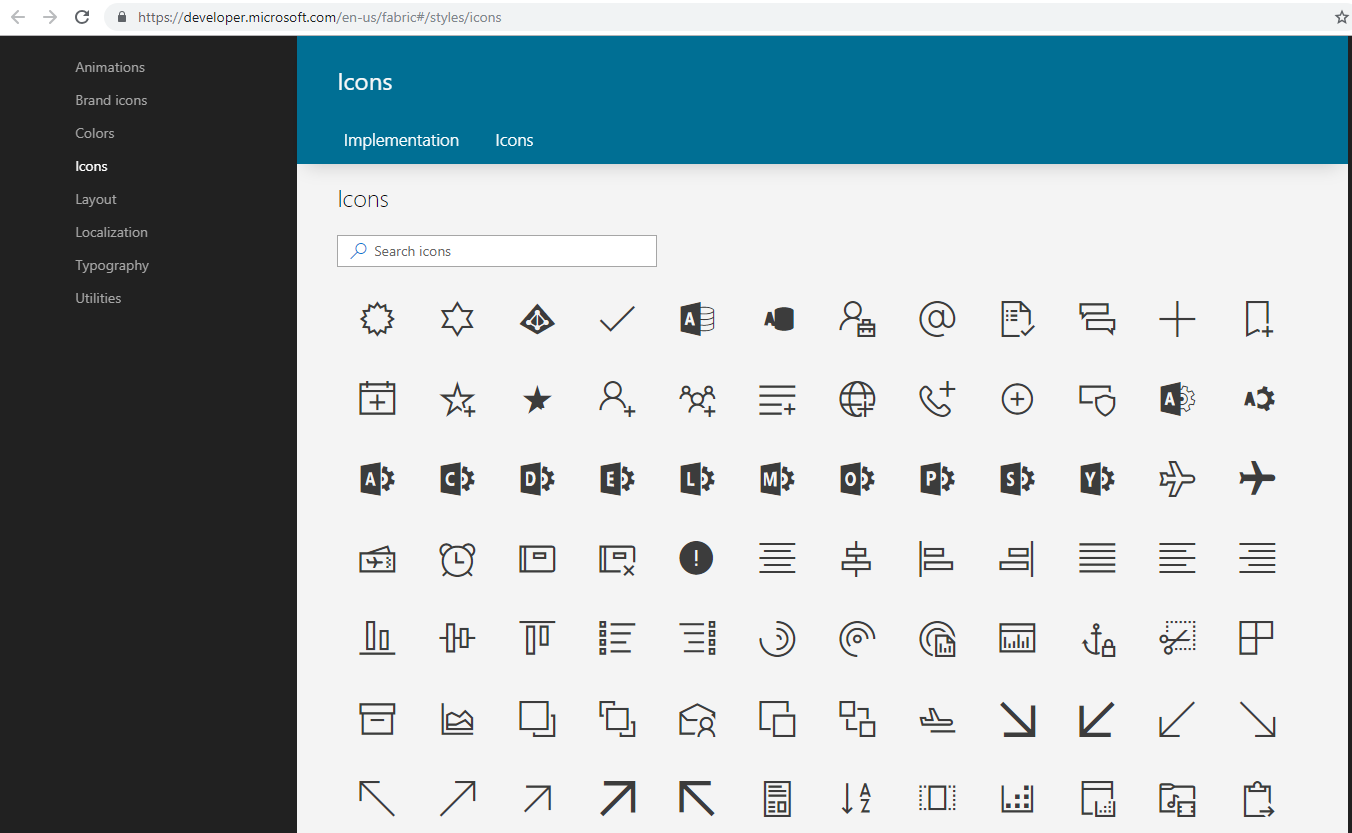 https://developer.microsoft.com/en-us/fabric#/styles/icons
Animations
Brand icons
Colors
Icons
Layout
Localization
Typography
Utilities
Icons
Implementation Icons
Icons
Search icons
A A @
A A
A C D E L M O P S Y
!
A
Z